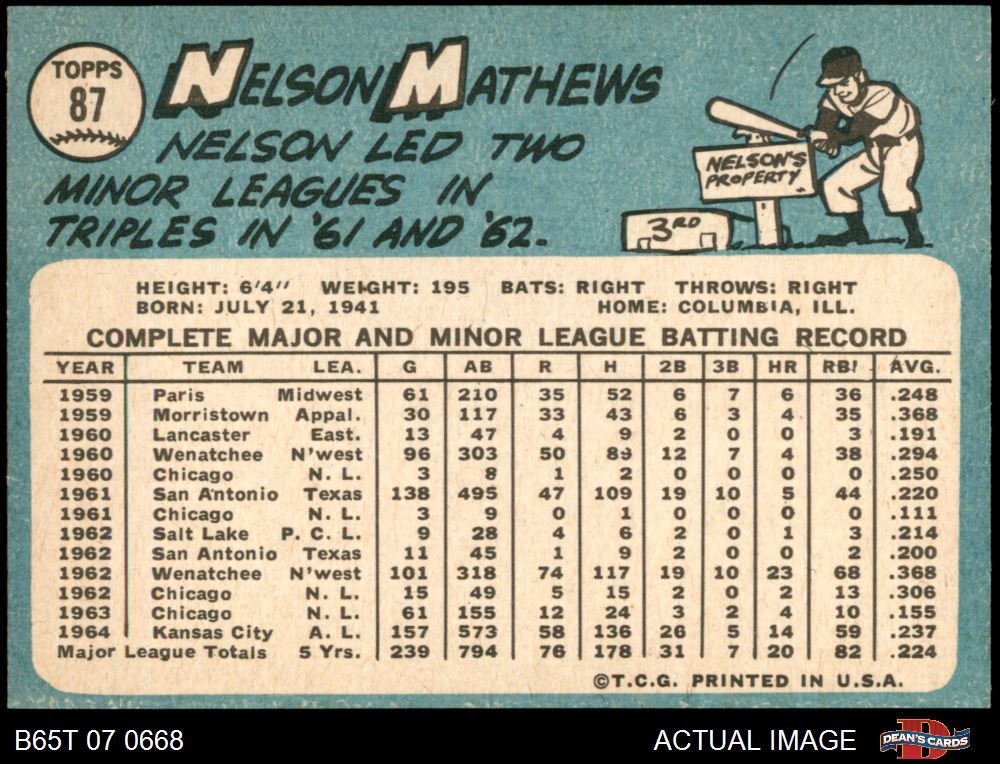 TOPPS
87
NELSON MATHEWS
NELSON LED TWO
MINOR LEAGUES IN
TRIPLES IN '61 AND '62.
NELSON'S
PROPERTY
3RD
HEIGHT: 6'4" WEIGHT: 195 BATS: RIGHT THROWS: RIGHT
BORN: JULY 21, 1941 HOME: COLUMBIA, ILL.
COMPLETE MAJOR AND MINOR LEAGUE BATTING RECORD
YEAR TEAM LEA. G AB R H 2B 3B HR RBI AVG.
1959 Paris Midwest 61 210 35 52 6 7 6 36 .248
1959 Morristown Appal. 30 117 33 43 6 3 4 35 .368
1960 Lancaster East. 13 47 4 9 2 0 0 3 .191
1960 Wenatchee N'west 96 303 50 89 12 7 4 38 .294
1960 Chicago N. L. 3 8 1 2 0 0 0 0 .250
1961 San Antonio Texas 138 495 47 109 19 10 5 44 .220
1961 Chicago N. L. 3 9 0 1 0 0 0 0 .111
1962 Salt Lake P. C. L. 9 28 4 6 2 0 1 3 .214
1962 San Antonio Texas 11 45 1 9 2 0 0 2 .200
1962 Wenatchee N'west 101 318 74 117 19 10 23 68 .368
1962 Chicago N. L. 15 49 5 15 2 0 2 13 .306
1963 Chicago N. L. 61 155 12 24 3 2 4 10 .155
1964 Kansas City A. L. 157 573 58 136 26 5 14 59 .237
Major League Totals 5 Yrs. 239 794 76 178 31 7 20 82 .224
©T.C.G. PRINTED IN U.S.A.
B65T 07 0668 ACTUAL IMAGE D DEAN'S CARDS